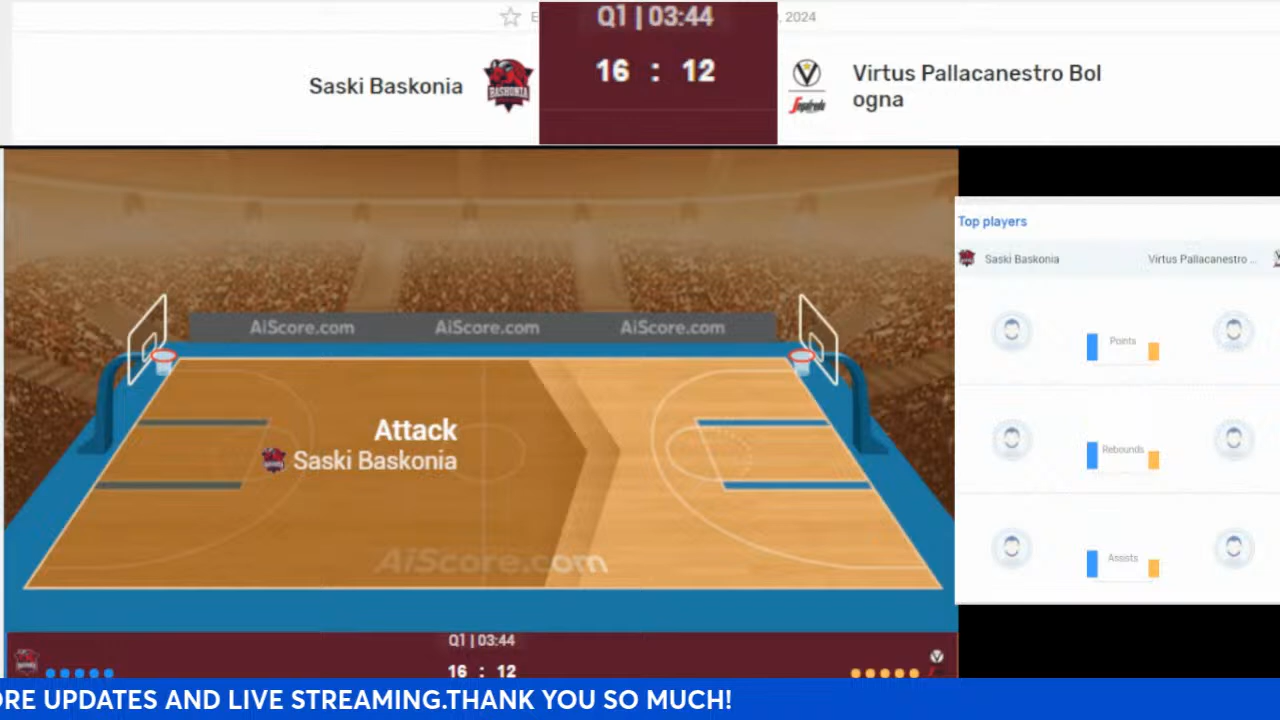 E
, 2024
Q1 | 03:44
16 : 12
Saski Baskonia
BASKONIA
Virtus Pallacanestro Bol
ogna
Segafredo
Top players
Saski Baskonia
Virtus Pallacanestro ...
AiScore.com
AiScore.com
AiScore.com
Points
Attack
Saski Baskonia
Rebounds
AiScore.com
Assists
Q1 | 03:44
16 : 12
ORE UPDATES AND LIVE STREAMING.THANK YOU SO MUCH!